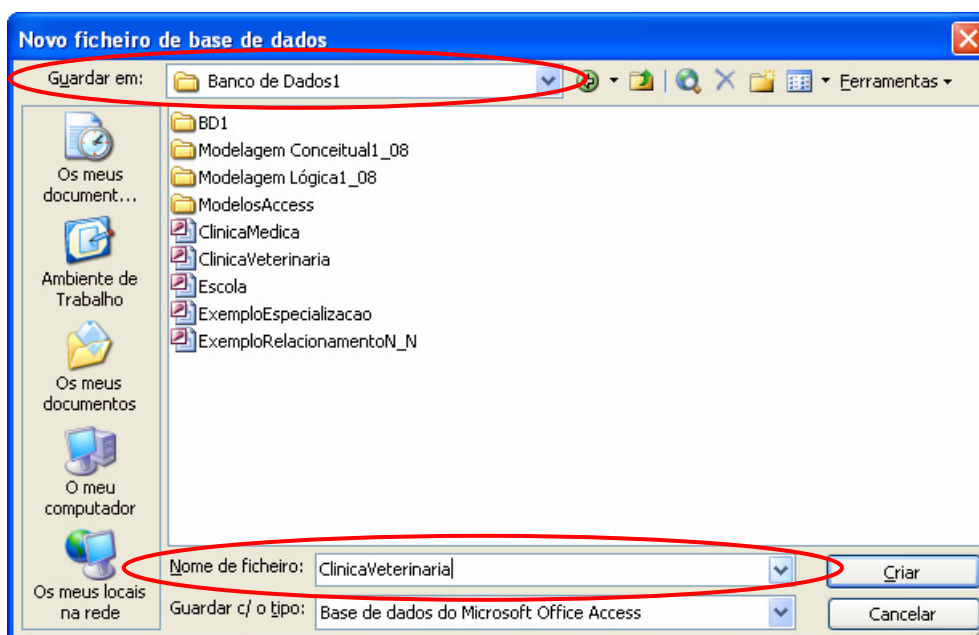 Novo ficheiro de base de dados
Guardar em:
Banco de Dados1
Ferramentas
Os meus document...
Ambiente de Trabalho
Os meus documentos
O meu computador
Os meus locais na rede
BD1
Modelagem Conceitual1_08
Modelagem Lógica1_08
ModelosAccess
ClinicaMedica
ClinicaVeterinaria
Escola
ExemploEspecializacao
ExemploRelacionamentoN_N
Nome de ficheiro:
ClinicaVeterinaria
Criar
Guardar c/ o tipo:
Base de dados do Microsoft Office Access
Cancelar